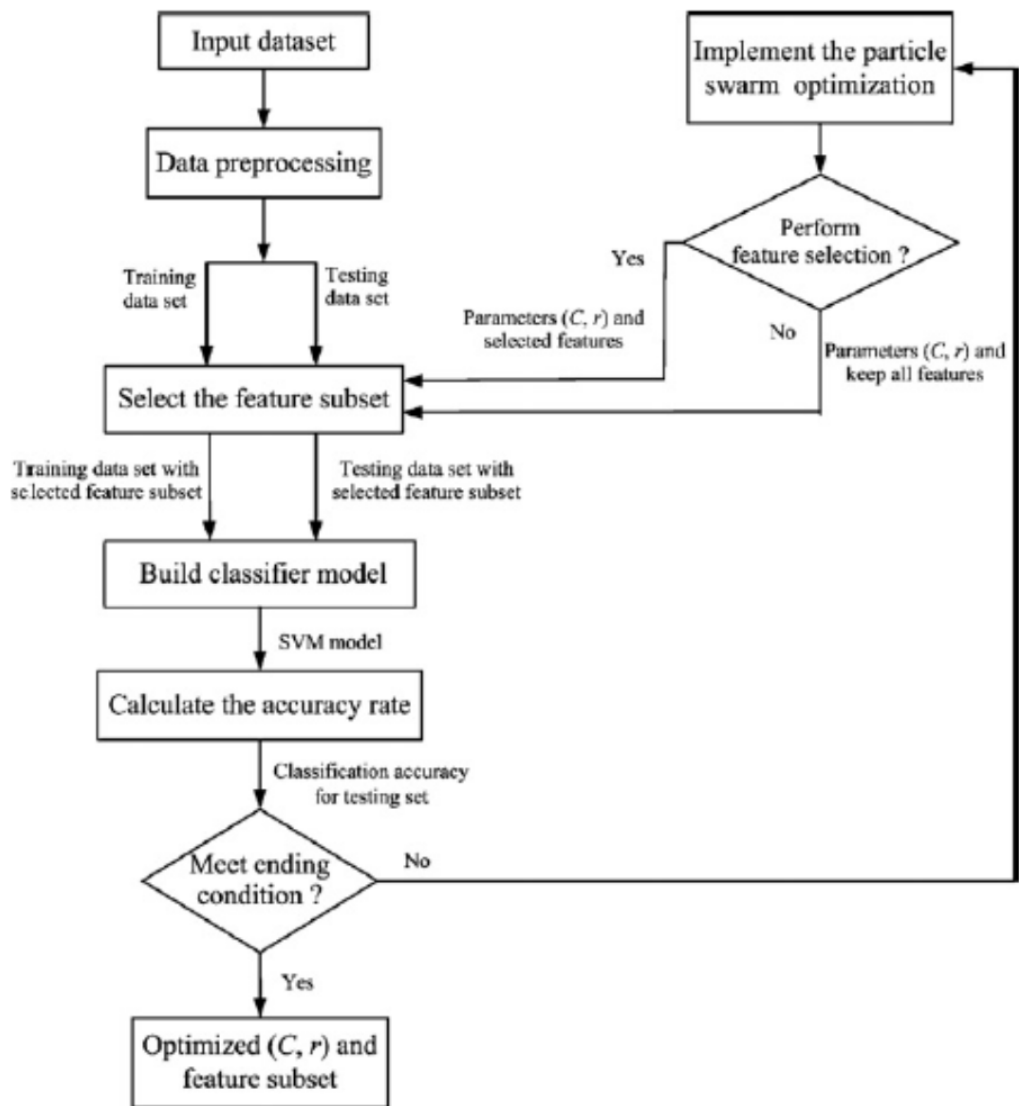 Input dataset
Implement the particle
swarm optimization
Data preprocessing
Perform
feature selection ?
Yes
Training
data set
Testing
data set
Parameters (C, r) and
selected features
No
Parameters (C, r) and
keep all features
Select the feature subset
Training data set with
selected feature subset
Testing data set with
selected feature subset
Build classifier model
SVM model
Calculate the accuracy rate
Classification accuracy
for testing set
Meet ending
condition ?
No
Yes
Optimized (C, r) and
feature subset